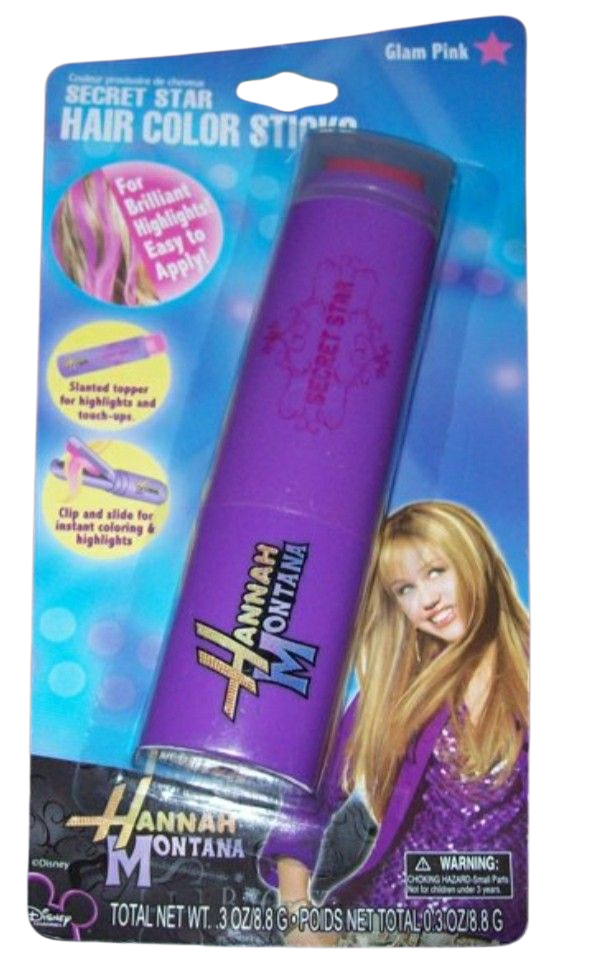 Glam Pink
Couleur provisoire de cheveux
SECRET STAR
HAIR COLOR STICKS
For
Brilliant
Highlights!
Easy to
Apply!
SECRET STAR
Slanted topper
for highlights and
touch-ups.
Clip and slide for
instant coloring &
highlights
HANNAH
MONTANA
HANNAH
MONTANA
©Disney
Disney
WARNING:
CHOKING HAZARD-Small Parts
Not for children under 3 years.
TOTAL NET WT. .3 OZ/8.8 G • POIDS NET TOTAL 0.3 OZ/8.8 G